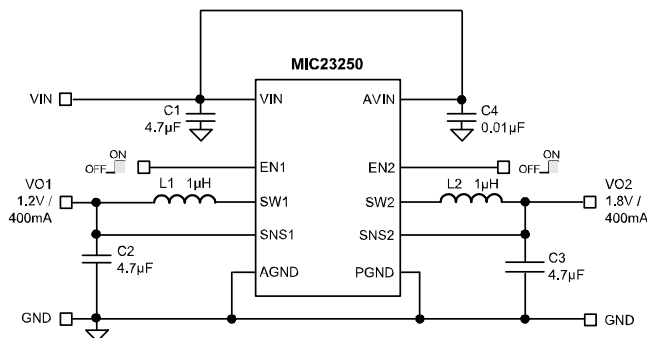 MIC23250
VIN
C1
4.7µF
VIN
AVIN
C4
0.01µF
ON
OFF
EN1
EN2
ON
OFF
VO1
1.2V /
400mA
L1 1µH
SW1
SW2
L2 1µH
VO2
1.8V /
400mA
SNS1
SNS2
C2
4.7µF
C3
4.7µF
AGND
PGND
GND
GND